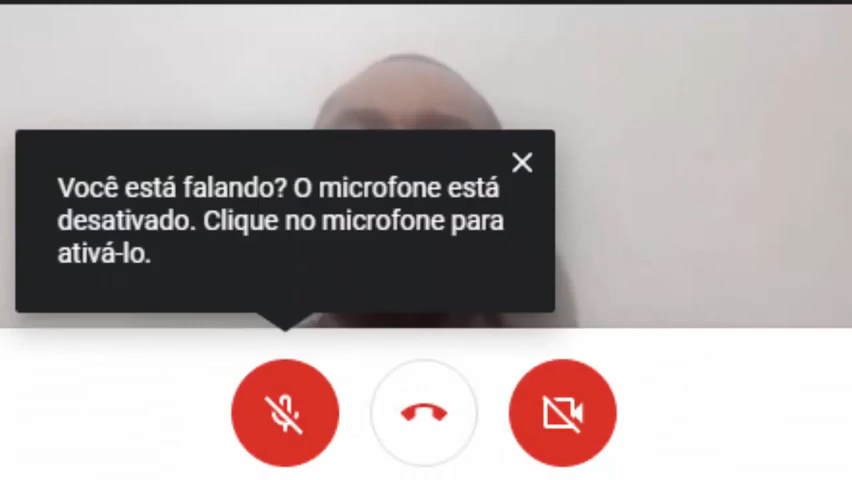 Você está falando? O microfone está
desativado. Clique no microfone para
ativá-lo.